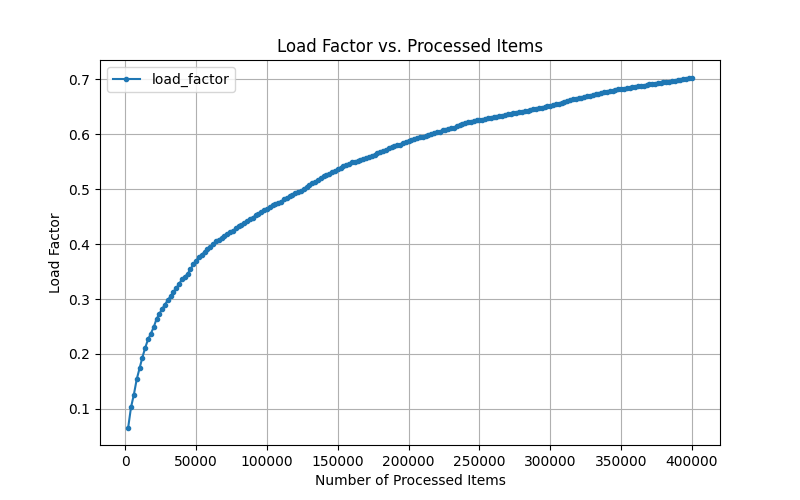 Load Factor vs. Processed Items
load_factor
Load Factor
0.7
0.6
0.5
0.4
0.3
0.2
0.1
0 50000 100000 150000 200000 250000 300000 350000 400000
Number of Processed Items